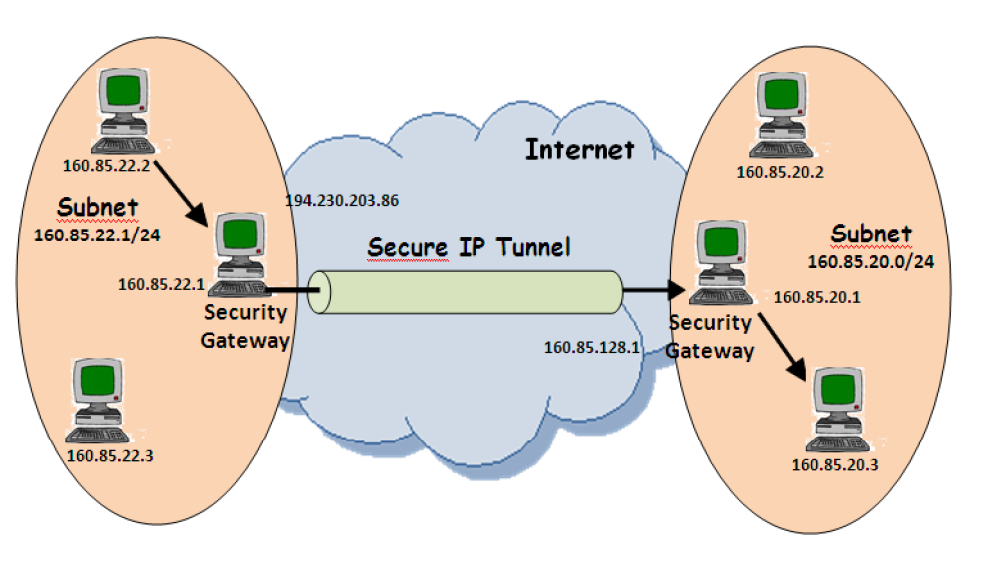 160.85.22.2
Subnet
160.85.22.1/24
160.85.22.1
Security
Gateway
160.85.22.3
194.230.203.86
Internet
Secure IP Tunnel
160.85.128.1
160.85.20.2
Subnet
160.85.20.0/24
160.85.20.1
Security
Gateway
160.85.20.3